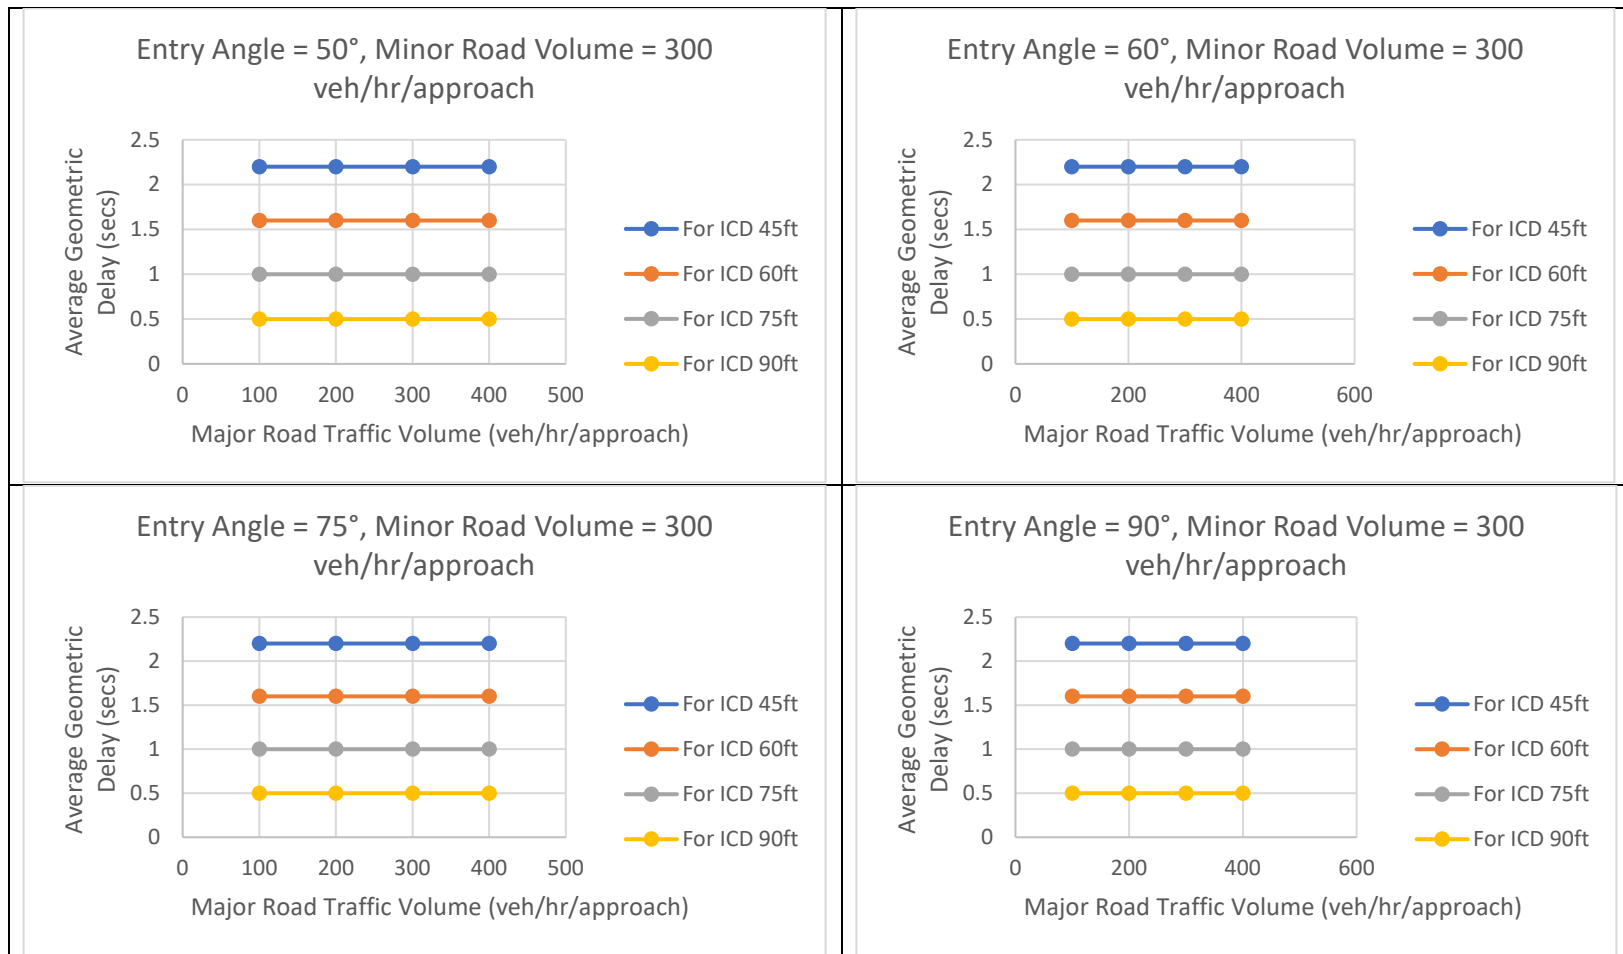 Entry Angle = 50°, Minor Road Volume = 300
veh/hr/approach
Average Geometric
Delay (secs)
2.5
2
1.5
1
0.5
0
0
100
200
300
400
500
Major Road Traffic Volume (veh/hr/approach)
For ICD 45ft
For ICD 60ft
For ICD 75ft
For ICD 90ft
Entry Angle = 60°, Minor Road Volume = 300
veh/hr/approach
Average Geometric
Delay (secs)
2.5
2
1.5
1
0.5
0
0
200
400
600
Major Road Traffic Volume (veh/hr/approach)
For ICD 45ft
For ICD 60ft
For ICD 75ft
For ICD 90ft
Entry Angle = 75°, Minor Road Volume = 300
veh/hr/approach
Average Geometric
Delay (secs)
2.5
2
1.5
1
0.5
0
0
100
200
300
400
500
Major Road Traffic Volume (veh/hr/approach)
For ICD 45ft
For ICD 60ft
For ICD 75ft
For ICD 90ft
Entry Angle = 90°, Minor Road Volume = 300
veh/hr/approach
Average Geometric
Delay (secs)
2.5
2
1.5
1
0.5
0
0
200
400
600
Major Road Traffic Volume (veh/hr/approach)
For ICD 45ft
For ICD 60ft
For ICD 75ft
For ICD 90ft